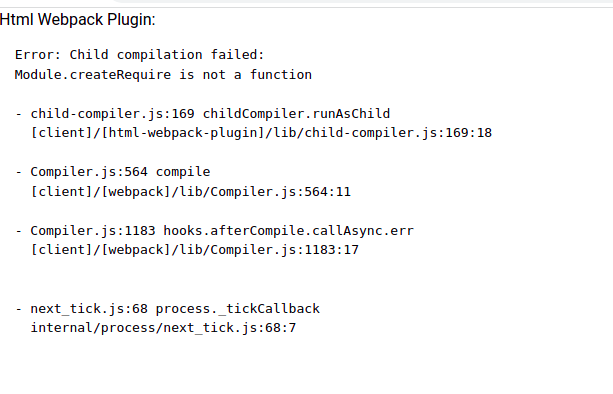 Html Webpack Plugin:
Error: Child compilation failed:
Module.createRequire is not a function
- child-compiler.js:169 childCompiler.runAsChild
[client]/[html-webpack-plugin]/lib/child-compiler.js:169:18
- Compiler.js:564 compile
[client]/[webpack]/lib/Compiler.js:564:11
- Compiler.js:1183 hooks.afterCompile.callAsync.err
[client]/[webpack]/lib/Compiler.js:1183:17
- next_tick.js:68 process._tickCallback
internal/process/next_tick.js:68:7